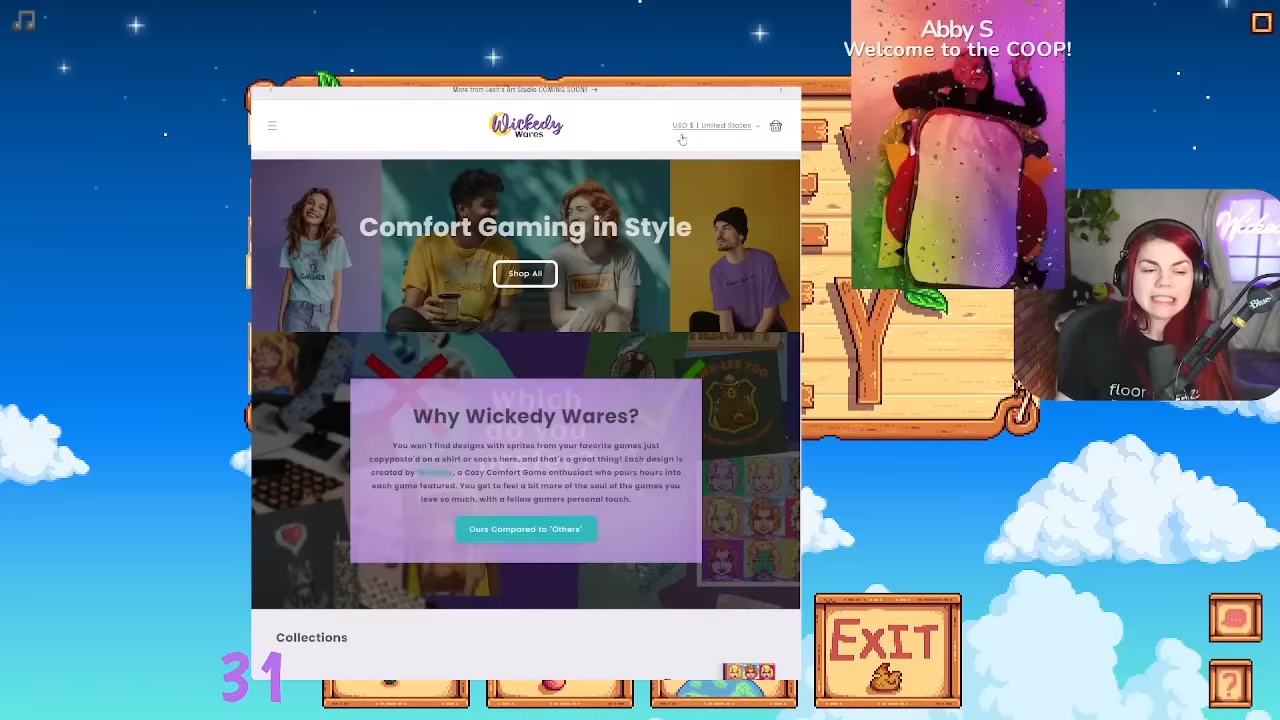 Abby S
Welcome to the COOP!
More from Leah's Art Studio COMING SOON! →
Wickedy
Wares
USD $ | United States
Comfort Gaming in Style
Shop All
Why Wickedy Wares?
You won't find designs with sprites from your favorite games just
copypasta'd on a shirt or socks here, and that's a great thing! Each design is
created by Wickedy, a Cozy Comfort Game enthusiast who pours hours into
each game featured. You get to feel a bit more of the soul of the games you
love so much, with a fellow gamers personal touch.
Ours Compared to "Others"
Collections
31
EXIT
?
floor
Blue